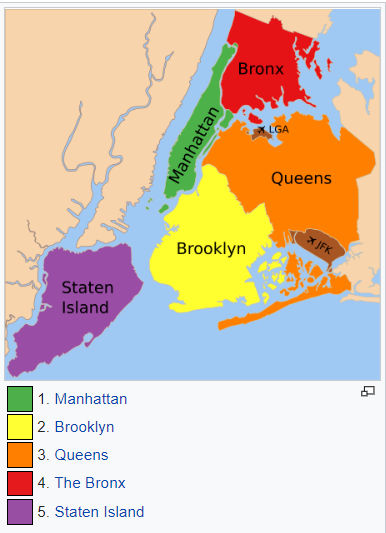 Bronx
LGA
Manhattan
Queens
Brooklyn
JFK
Staten
Island
1. Manhattan
2. Brooklyn
3. Queens
4. The Bronx
5. Staten Island